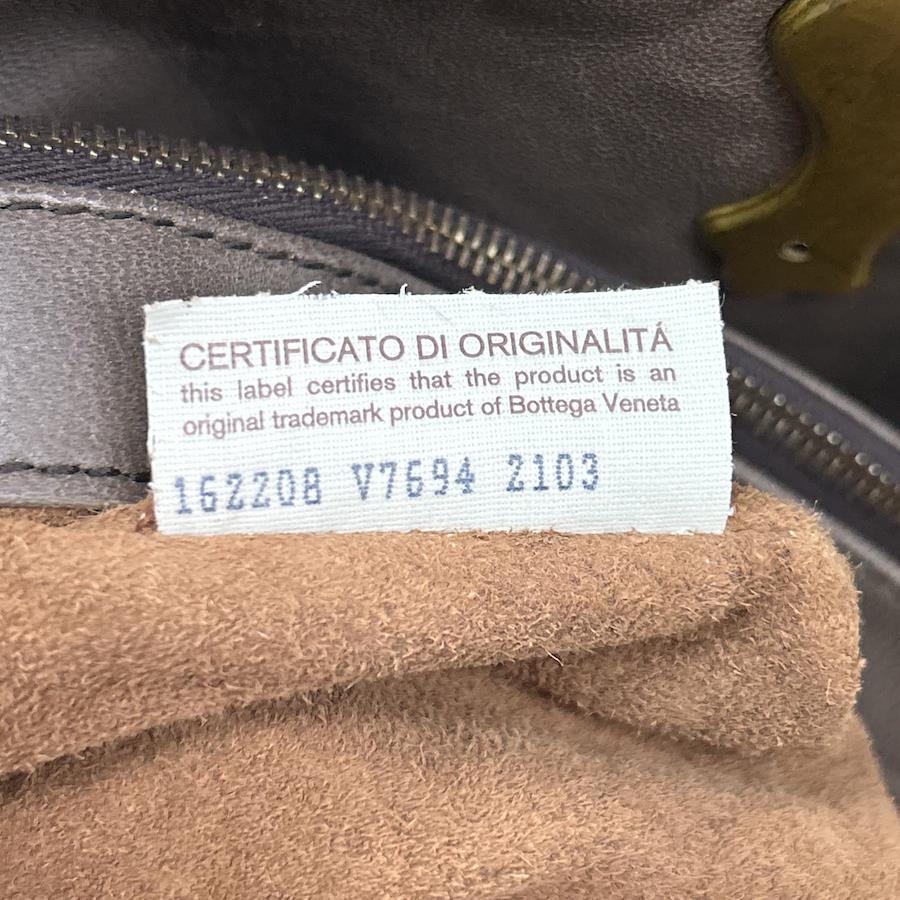 CERTIFICATO DI ORIGINALITÁ
this label certifies that the product is an
original trademark product of Bottega Veneta
162208 V7694 2103